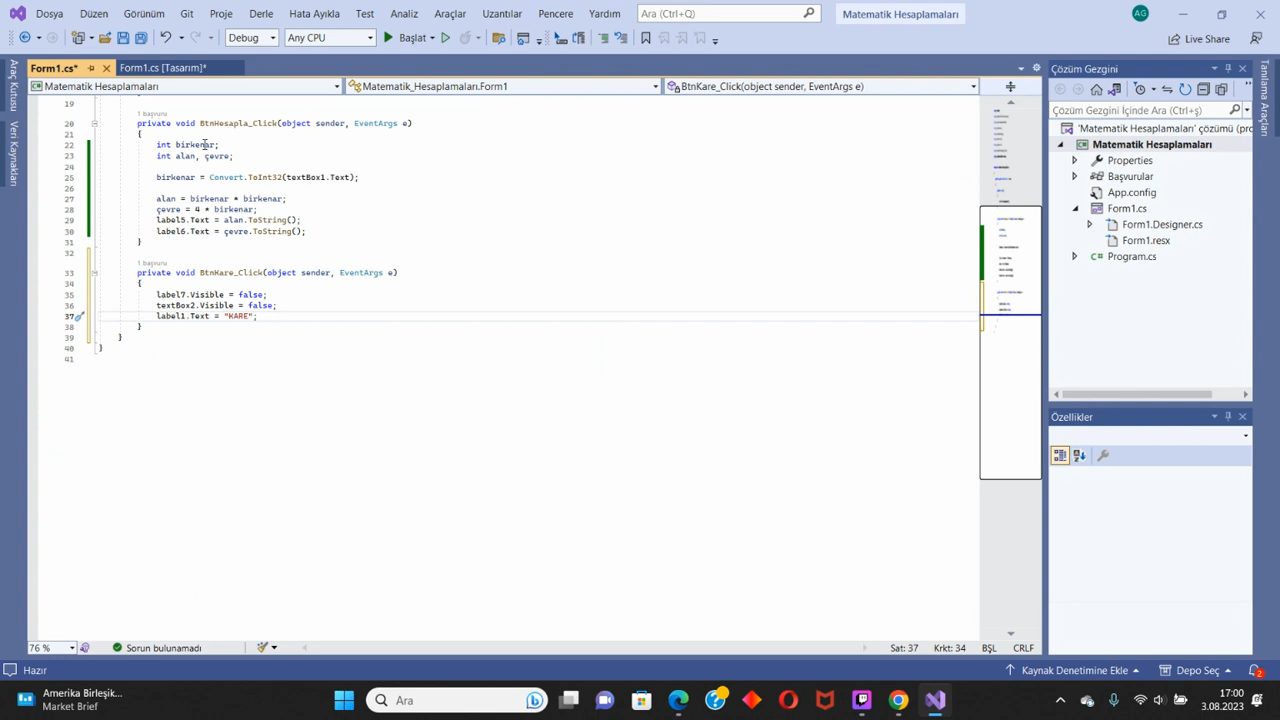 Dosya Düzen Görünüm Git Proje Derle Hata Ayıkla Test Analiz Araçlar Uzantılar Pencere Yardım Ara (Ctrl+Q) Matematik Hesaplamaları AG
Debug Any CPU Başlat Live Share
Form1.cs* Form1.cs [Tasarım]*
Matematik Hesaplamaları Matematik_Hesaplamaları.Form1 BtnKare_Click(object sender, EventArgs e)
Araç Kutusu Veri Kaynakları
19
1 başvuru
20 private void BtnHesapla_Click(object sender, EventArgs e)
21 {
22 int birkenar;
23 int alan, çevre;
24
25 birkenar = Convert.ToInt32(textBox1.Text);
26
27 alan = birkenar * birkenar;
28 çevre = 4 * birkenar;
29 label5.Text = alan.ToString();
30 label6.Text = çevre.ToString();
31 }
32
1 başvuru
33 private void BtnKare_Click(object sender, EventArgs e)
34 {
35 label7.Visible = false;
36 textBox2.Visible = false;
37 label1.Text = "KARE";
38 }
39 }
40 }
41
Çözüm Gezgini
Çözüm Gezgini İçinde Ara (Ctrl+ş)
'Matematik Hesaplamaları' çözümü (pro
Matematik Hesaplamaları
Properties
Başvurular
App.config
Form1.cs
Form1.Designer.cs
Form1.resx
Program.cs
Özellikler
76 % Sorun bulunamadı Sat: 37 Krkt: 34 BŞL CRLF
Hazır Kaynak Denetimine Ekle Depo Seç 2
Amerika Birleşik...
Market Brief
Ara
17:00
3.08.2023